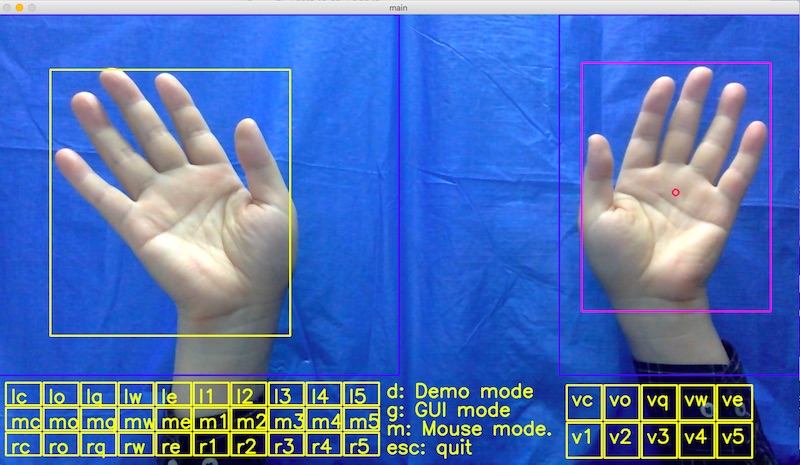 main
lc lo lq lw le l1 l2 l3 l4 l5
mc mo mq mw me m1 m2 m3 m4 m5
rc ro rq rw re r1 r2 r3 r4 r5
d: Demo mode
g: GUI mode
m: Mouse mode.
esc: quit
vc vo vq vw ve
v1 v2 v3 v4 v5